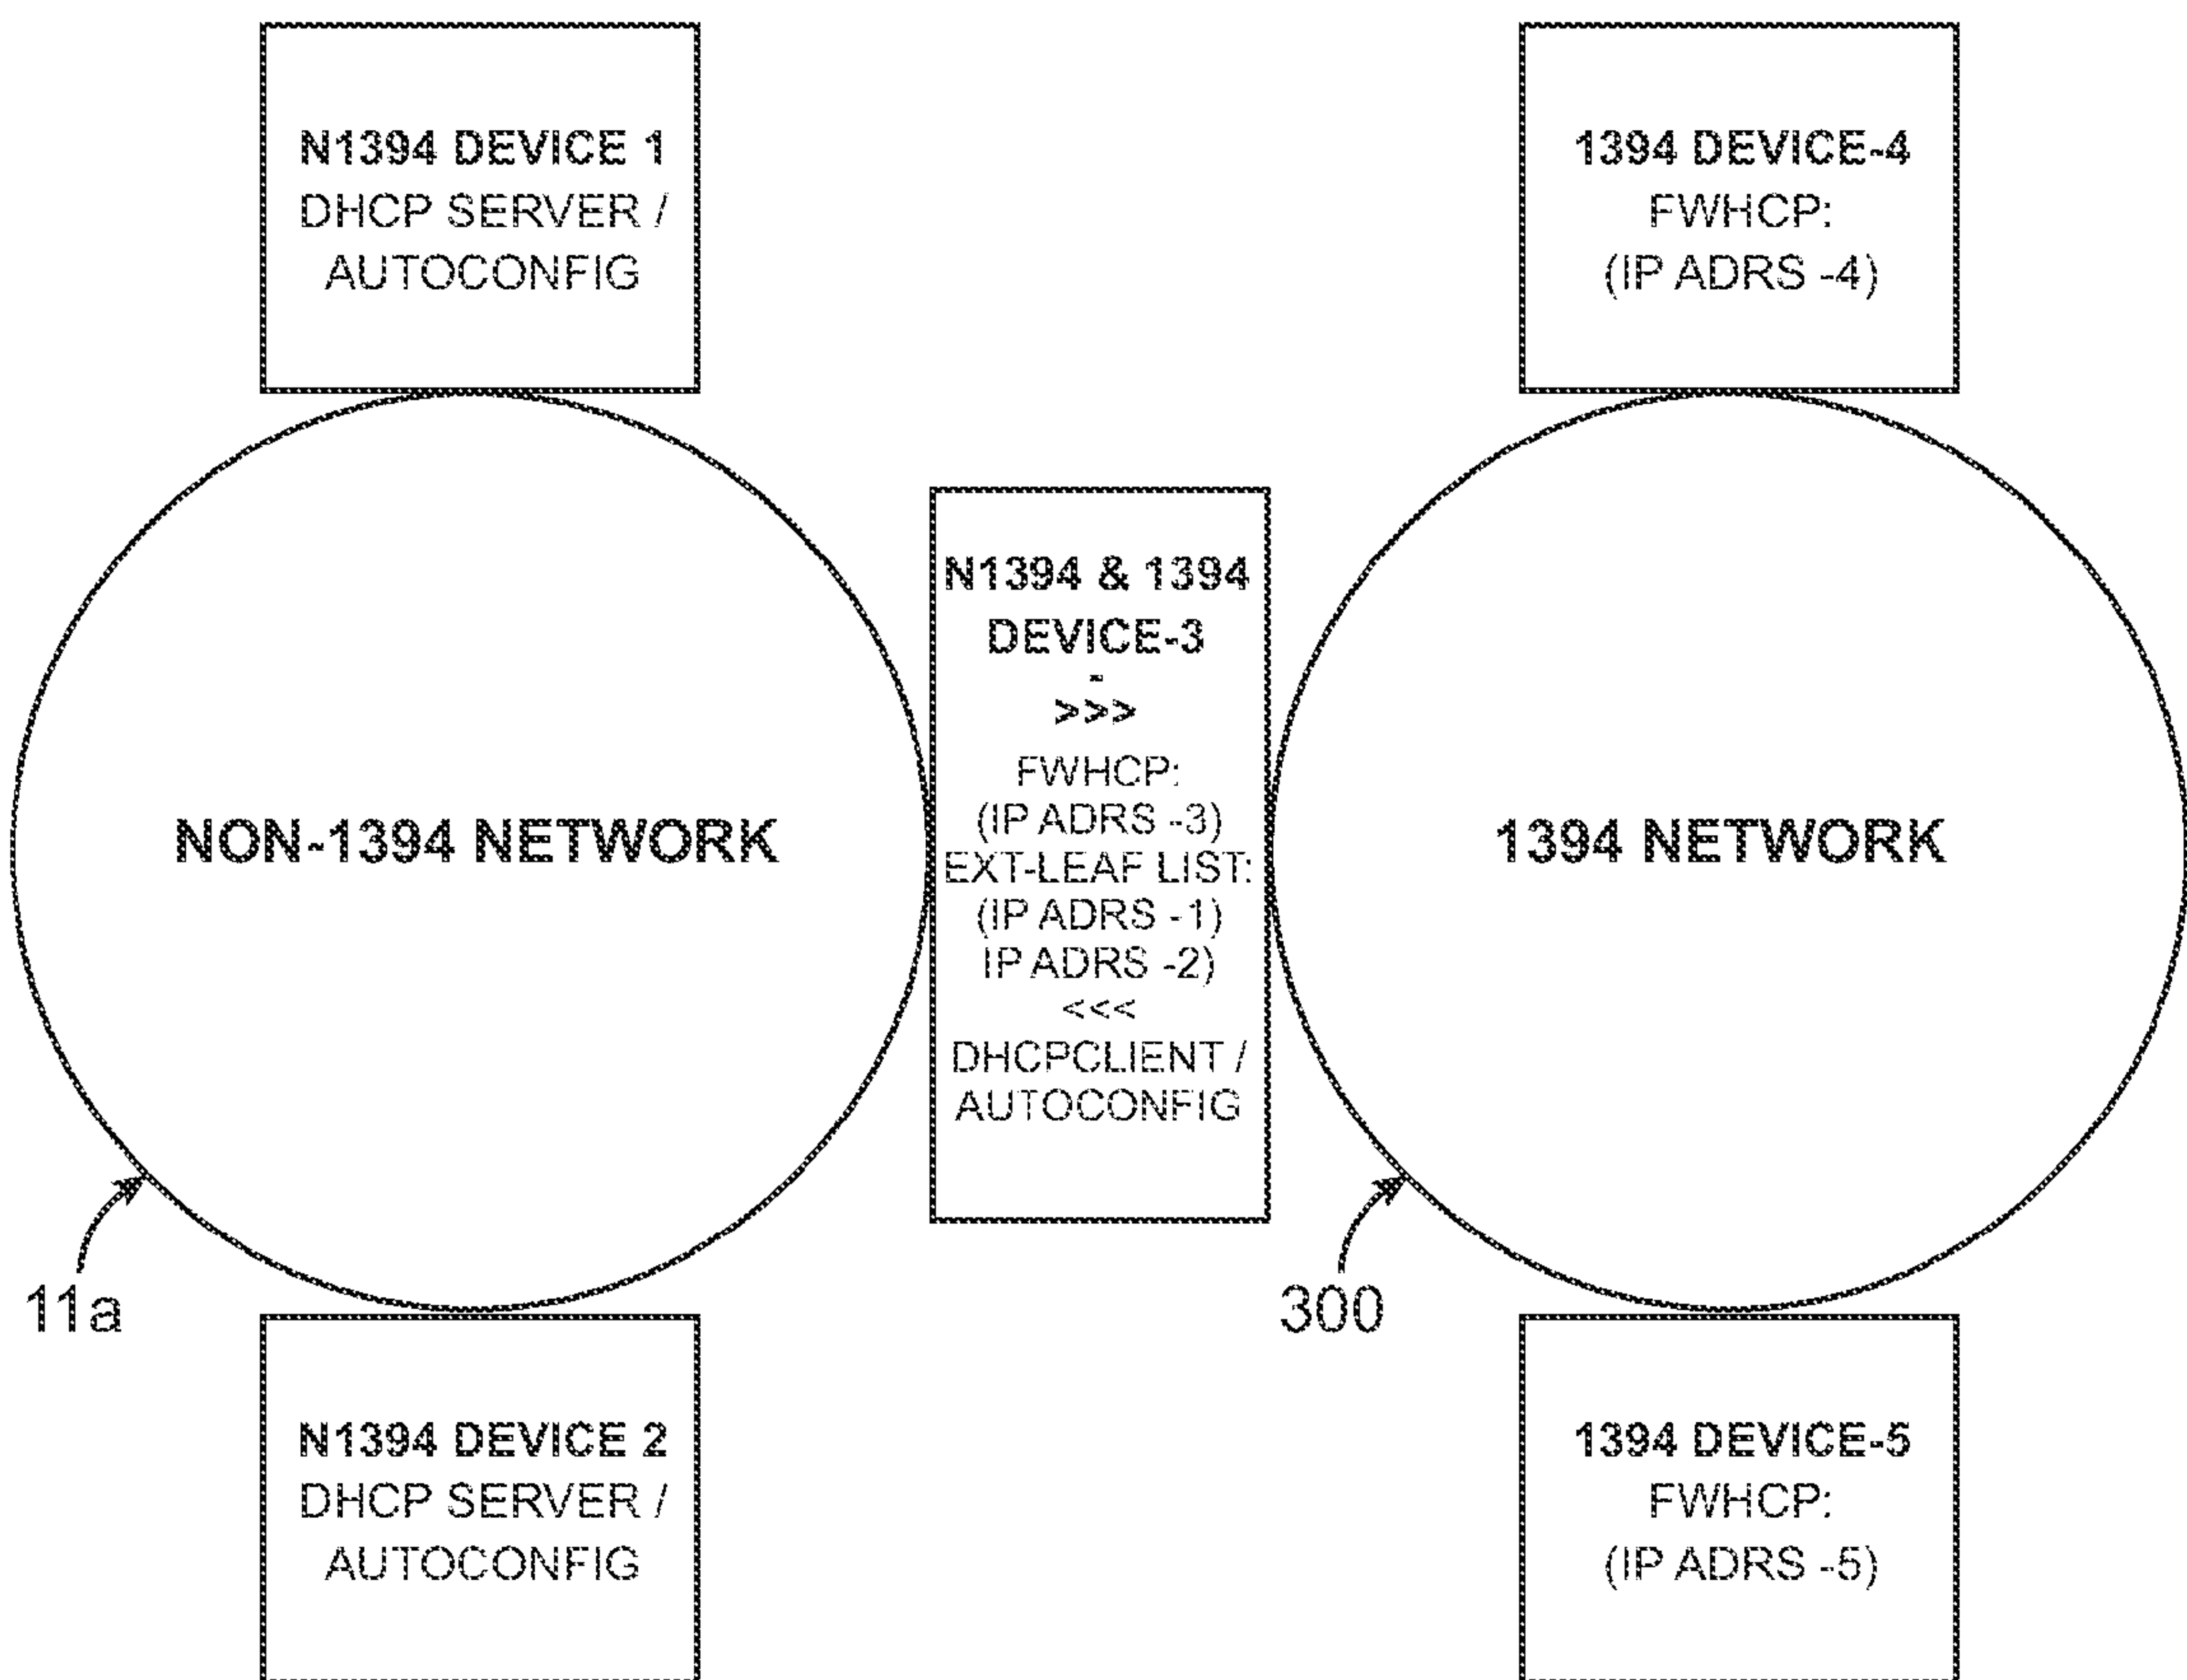 N1394 DEVICE 1
DHCP SERVER /
AUTOCONFIG
1394 DEVICE-4
FWHCP:
(IP ADRS -4)
NON-1394 NETWORK
N1394 & 1394
DEVICE-3
-
>>>
FWHCP:
(IP ADRS -3)
EXT-LEAF LIST:
(IP ADRS -1)
IP ADRS -2)
<<<
DHCPCLIENT /
AUTOCONFIG
1394 NETWORK
11a
300
N1394 DEVICE 2
DHCP SERVER /
AUTOCONFIG
1394 DEVICE-5
FWHCP:
(IP ADRS -5)